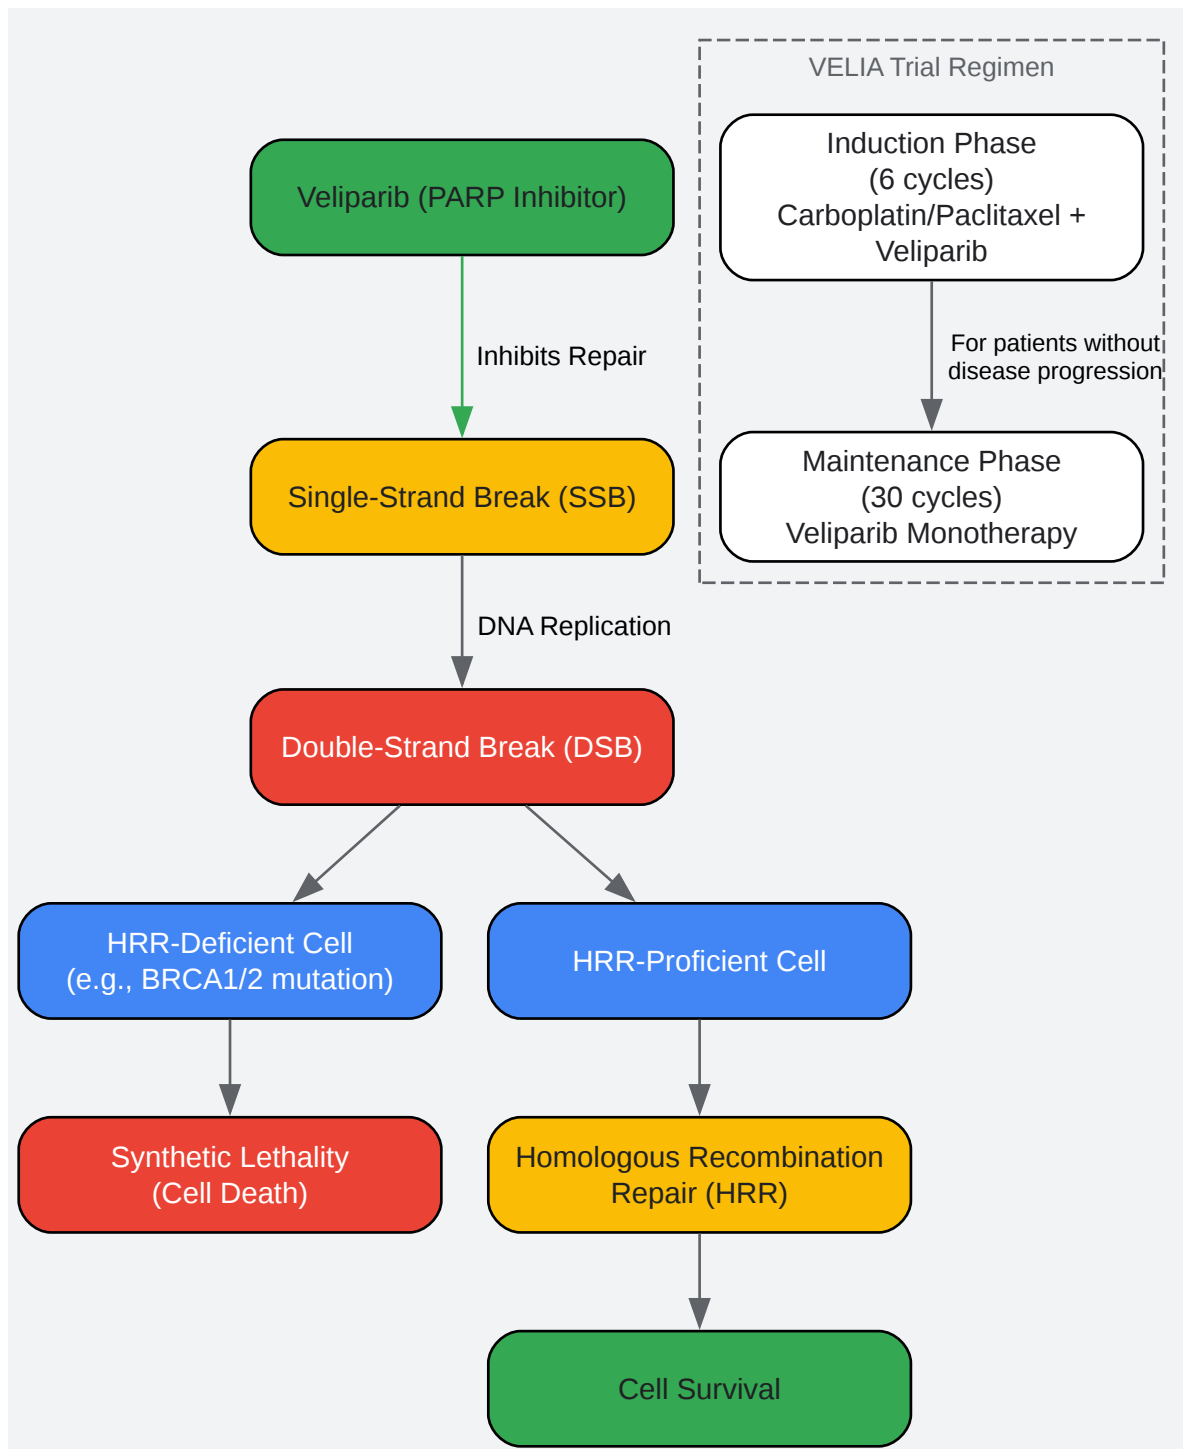 VELIA Trial Regimen
Induction Phase
(6 cycles)
Carboplatin/Paclitaxel +
Veliparib
Veliparib (PARP Inhibitor)
For patients without
disease progression
Inhibits Repair
Maintenance Phase
(30 cycles)
Veliparib Monotherapy
Single-Strand Break (SSB)
DNA Replication
Double-Strand Break (DSB)
HRR-Deficient Cell
(e.g., BRCA1/2 mutation)
HRR-Proficient Cell
Synthetic Lethality
(Cell Death)
Homologous Recombination
Repair (HRR)
Cell Survival